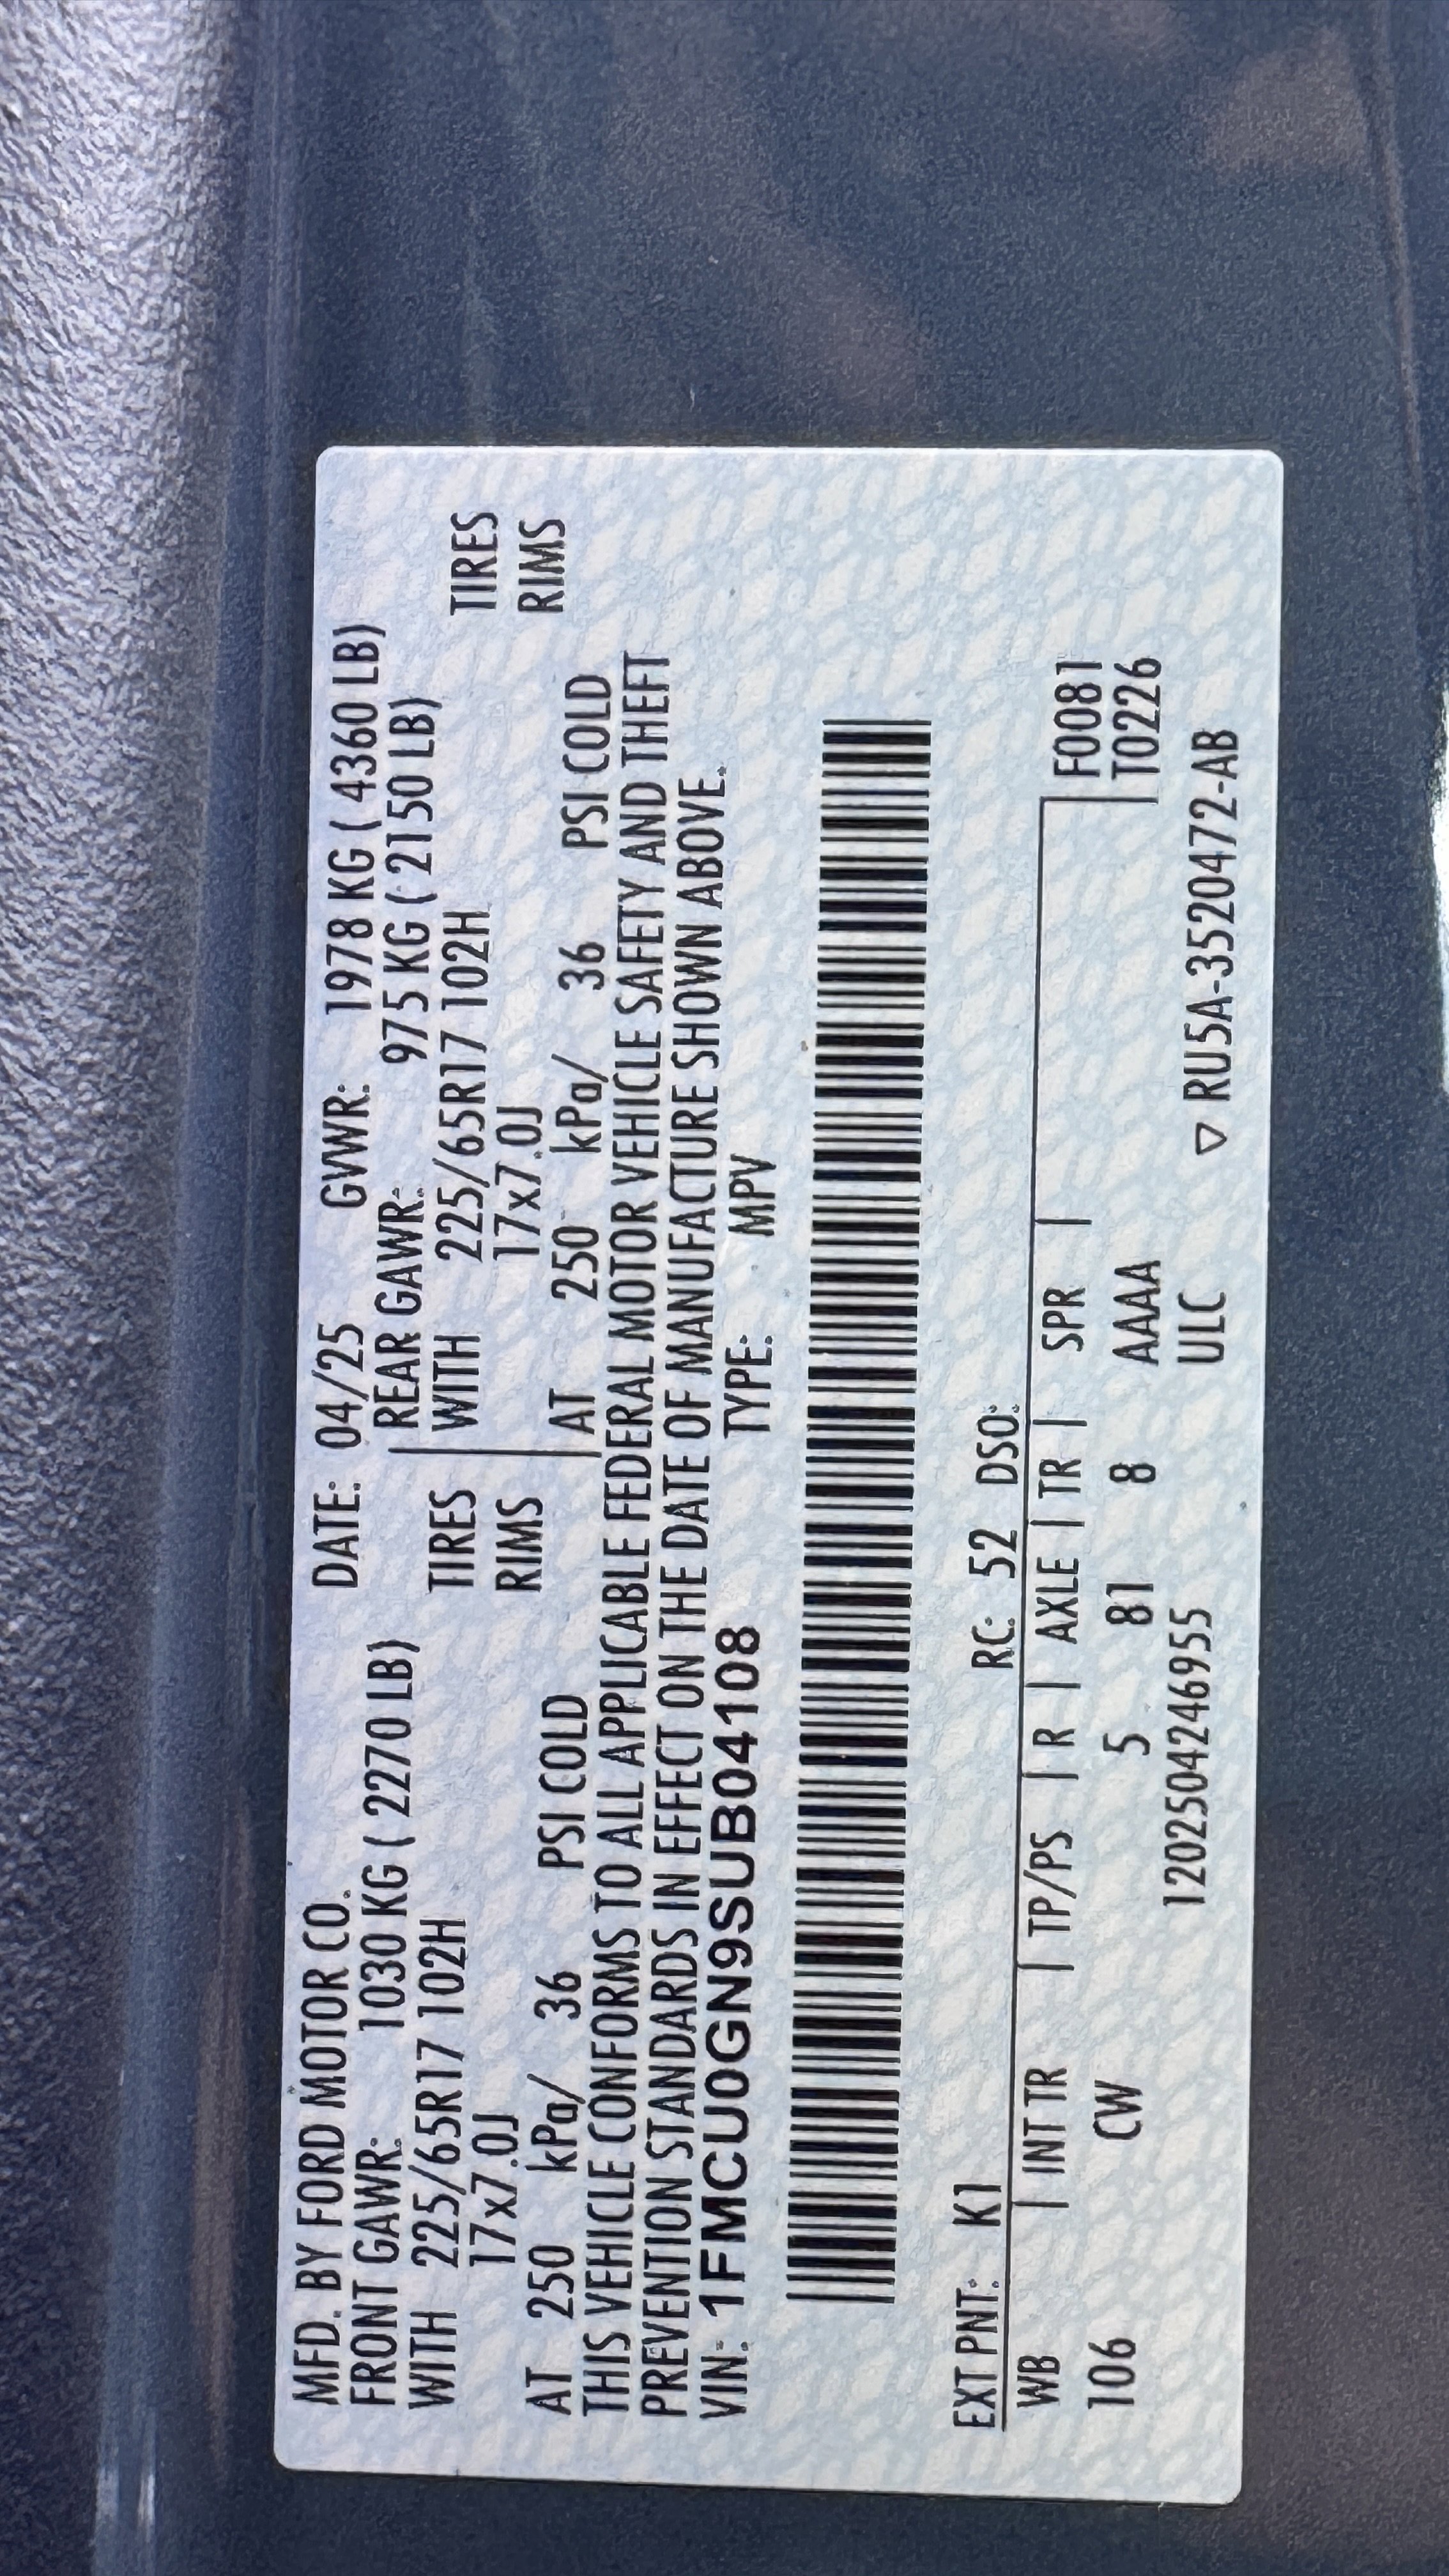 MFD. BY FORD MOTOR CO. DATE: 04/25 GVWR: 1978 KG ( 4360 LB)
FRONT GAWR: 1030 KG ( 2270 LB) REAR GAWR: 975 KG ( 2150 LB)
WITH 225/65R17 102H TIRES WITH 225/65R17 102H TIRES
17x7.0J RIMS 17x7.0J RIMS
AT 250 kPa/ 36 PSI COLD AT 250 kPa/ 36 PSI COLD
THIS VEHICLE CONFORMS TO ALL APPLICABLE FEDERAL MOTOR VEHICLE SAFETY AND THEFT
PREVENTION STANDARDS IN EFFECT ON THE DATE OF MANUFACTURE SHOWN ABOVE.
VIN: 1FMCU0GN9SUB04108 TYPE: MPV
EXT PNT: K1 RC: 52 DSO:
WB | INT TR | TP/PS | R | AXLE | TR | SPR | F0081
106 CW 5 81 8 AAAA T0226
1202504246955 ULC ▽ RU5A-3520472-AB